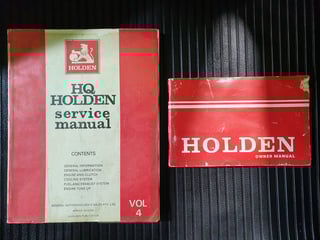 HOLDEN
HQ
HOLDEN
service
manual
CONTENTS
GENERAL INFORMATION
GENERAL LUBRICATION
ENGINE AND CLUTCH
COOLING SYSTEM
FUEL AND EXHAUST SYSTEM
ENGINE TUNE-UP
VOL
4
HOLDEN
OWNER MANUAL